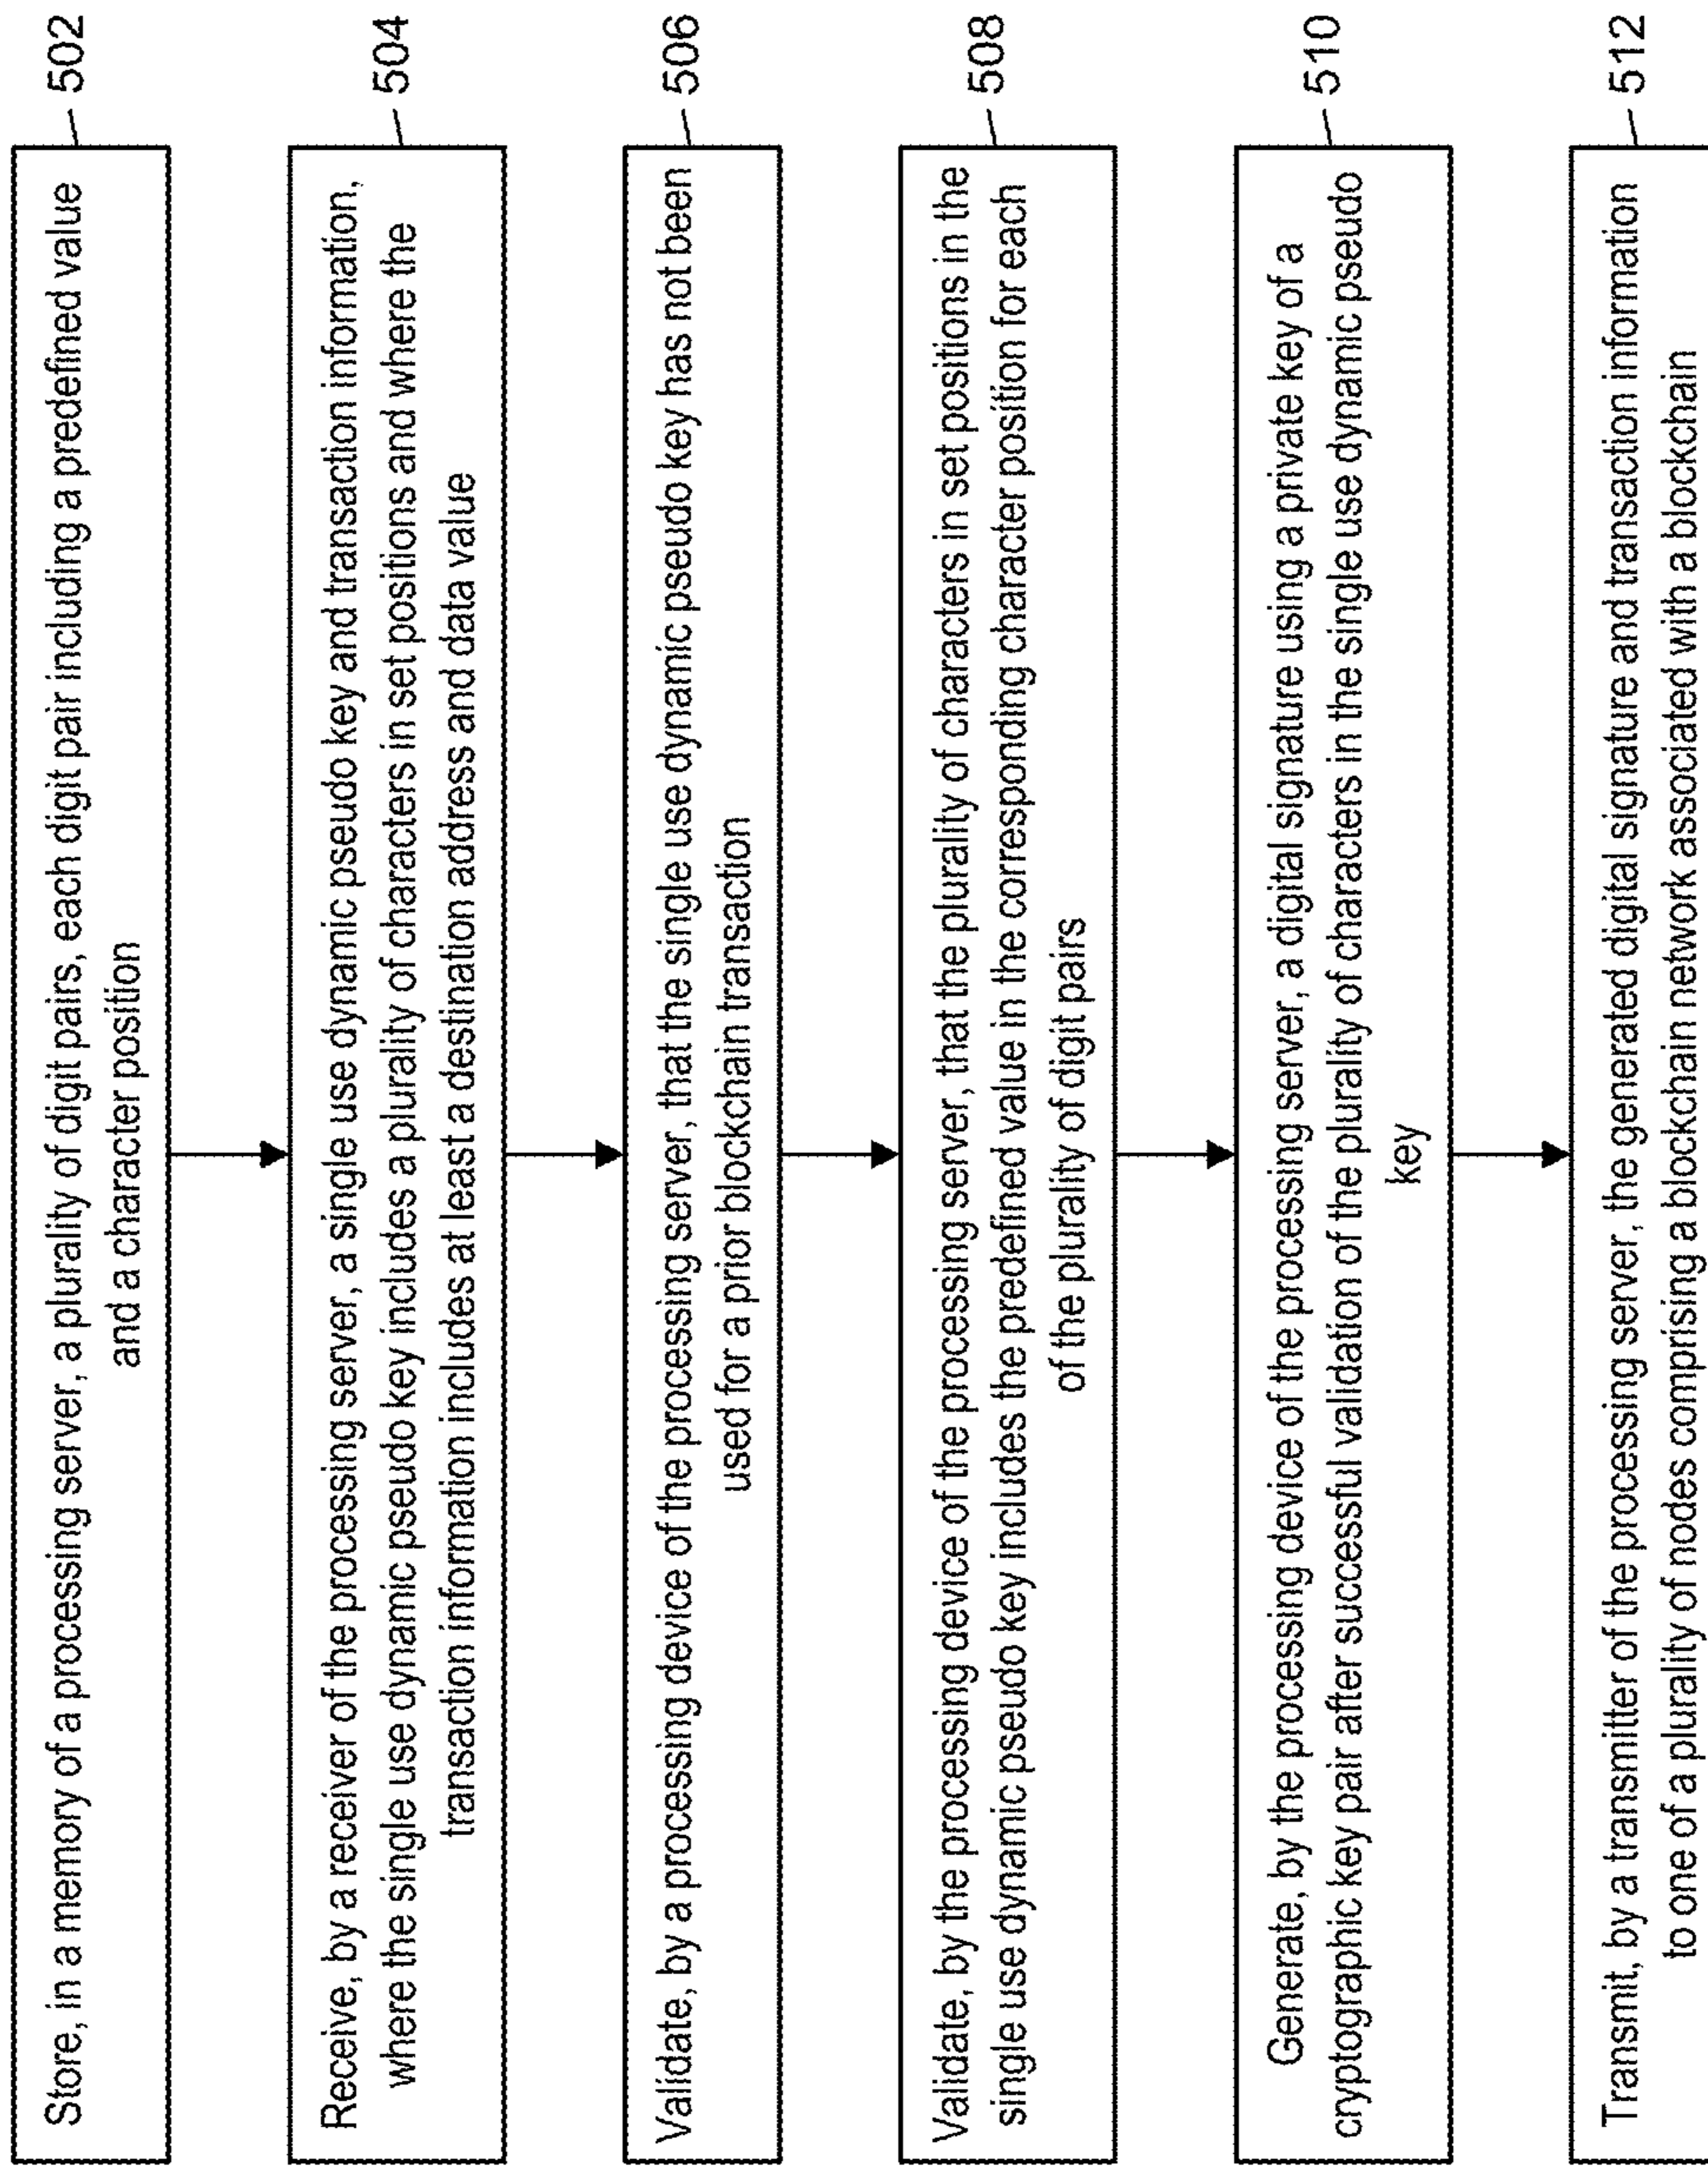 Store, in a memory of a processing server, a plurality of digit pairs, each digit pair including a predefined value
and a character position
502
Receive, by a receiver of the processing server, a single use dynamic pseudo key and transaction information,
where the single use dynamic pseudo key includes a plurality of characters in set positions and where the
transaction information includes at least a destination address and data value
504
Validate, by a processing device of the processing server, that the single use dynamic pseudo key has not been
used for a prior blockchain transaction
506
Validate, by the processing device of the processing server, that the plurality of characters in set positions in the
single use dynamic pseudo key includes the predefined value in the corresponding character position for each
of the plurality of digit pairs
508
Generate, by the processing device of the processing server, a digital signature using a private key of a
cryptographic key pair after successful validation of the plurality of characters in the single use dynamic pseudo
key
510
Transmit, by a transmitter of the processing server, the generated digital signature and transaction information
to one of a plurality of nodes comprising a blockchain network associated with a blockchain
512